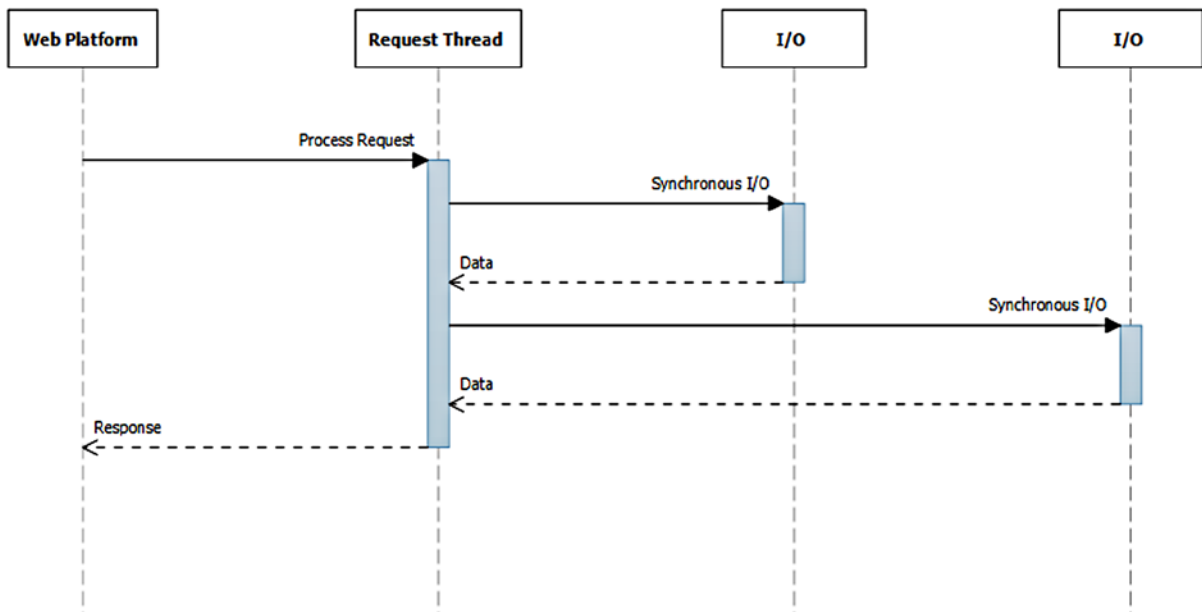 Web Platform
Request Thread
I/O
I/O
Process Request
Synchronous I/O
Data
Synchronous I/O
Data
Response